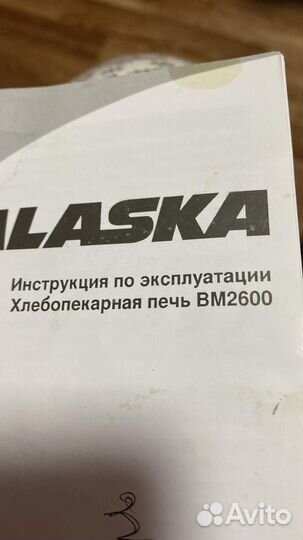 ALASKA
Инструкция по эксплуатации
Хлебопекарная печь BM2600
Avito